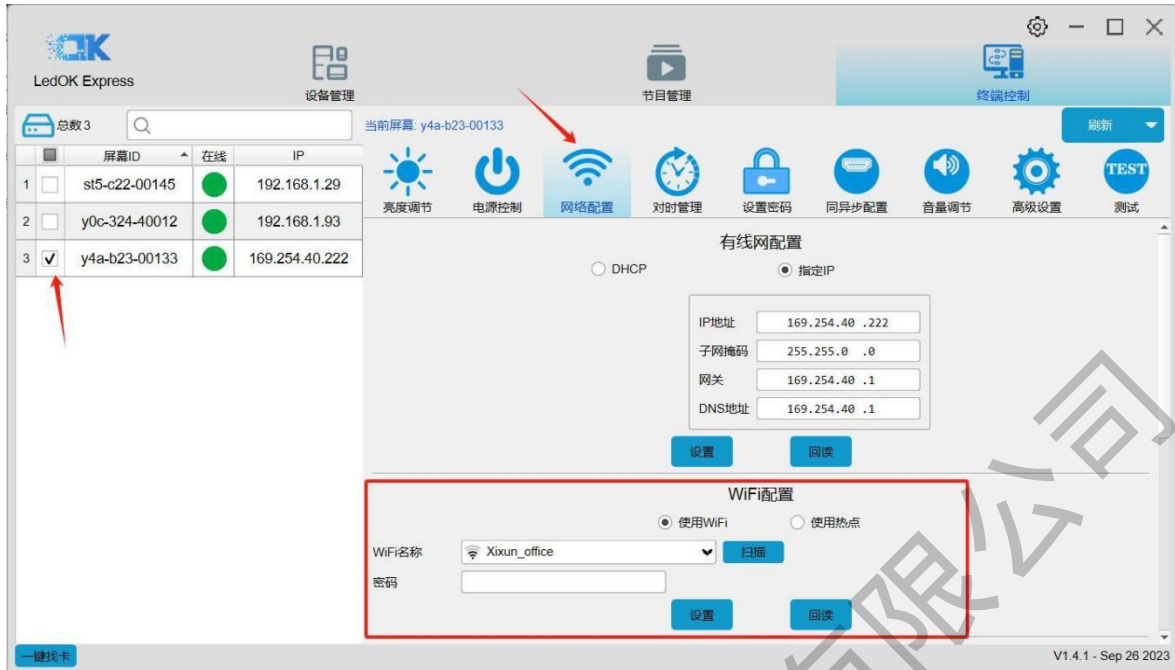 LedOK Express
设备管理
节目管理
终端控制
总数 3
当前屏幕: y4a-b23-00133
刷新
屏幕ID 在线 IP
1 st5-c22-00145 192.168.1.29
2 y0c-324-40012 192.168.1.93
3 y4a-b23-00133 169.254.40.222
亮度调节 电源控制 网络配置 对时管理 设置密码 同异步配置 音量调节 高级设置 测试
TEST
有线网配置
DHCP 指定IP
IP地址 169.254.40 .222
子网掩码 255.255.0 .0
网关 169.254.40 .1
DNS地址 169.254.40 .1
设置 回读
WiFi配置
使用WiFi 使用热点
WiFi名称 Xixun_office 扫描
密码
设置 回读
一键找卡
V1.4.1 - Sep 26 2023
有限公司